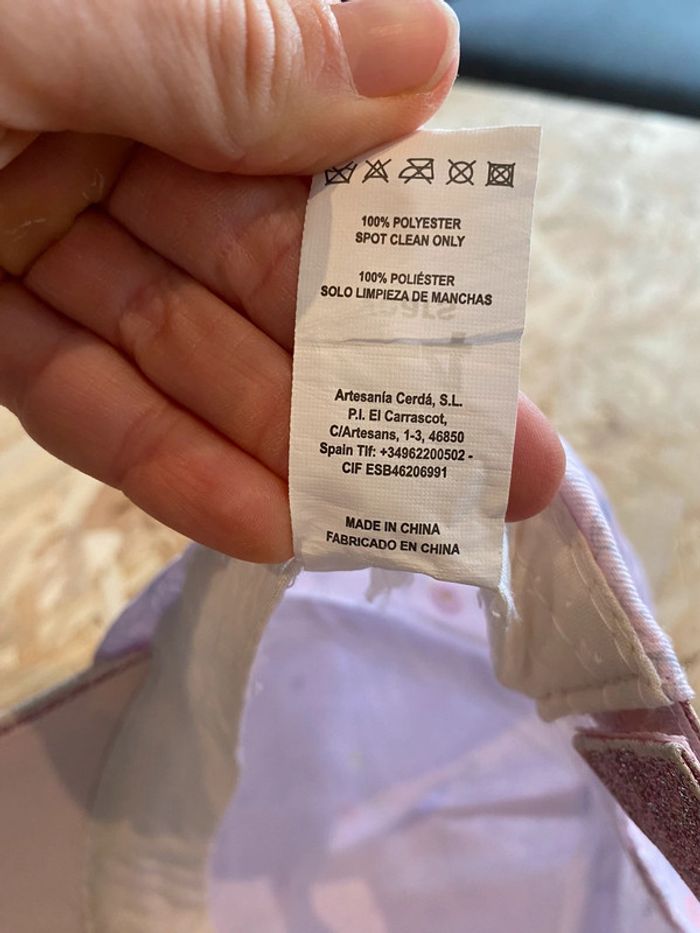 100% POLYESTER
SPOT CLEAN ONLY
100% POLIÉSTER
SOLO LIMPIEZA DE MANCHAS
Artesanía Cerdá, S.L.
P.I. El Carrascot,
C/Artesans, 1-3, 46850
Spain Tlf: +34962200502 -
CIF ESB46206991
MADE IN CHINA
FABRICADO EN CHINA